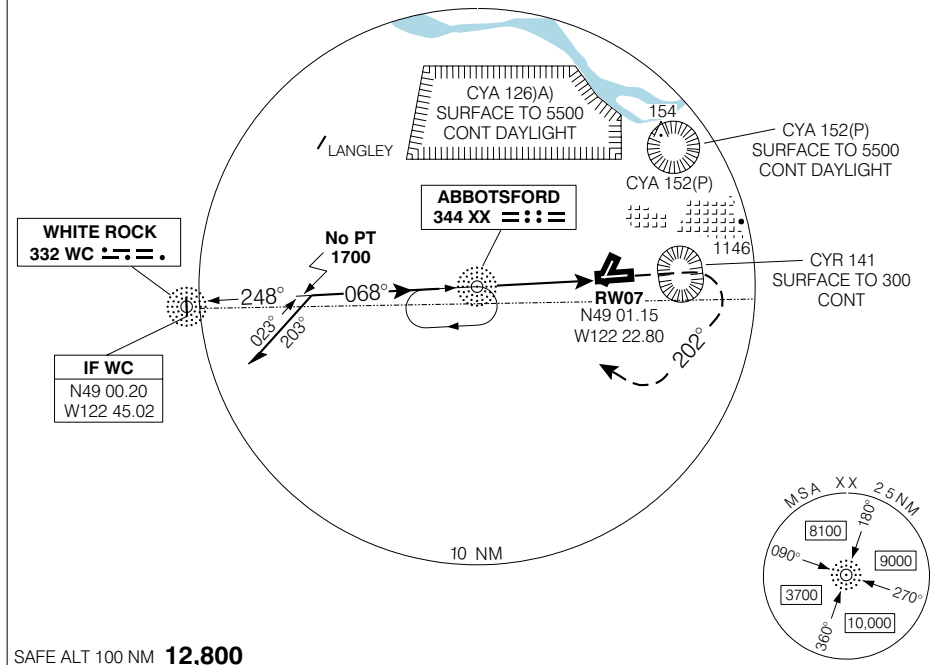 CYA 126)A)
SURFACE TO 5500
CONT DAYLIGHT
154
CYA 152(P)
SURFACE TO 5500
CONT DAYLIGHT
LANGLEY
CYA 152(P)
ABBOTSFORD
344 XX
WHITE ROCK
332 WC
No PT
1700
1146
CYR 141
SURFACE TO 300
CONT
248°
068°
RW07
N49 01.15
W122 22.80
023°
203°
202°
IF WC
N49 00.20
W122 45.02
10 NM
MSA XX 25NM
8100
180°
090°
9000
3700
270°
10,000
360°
SAFE ALT 100 NM 12,800